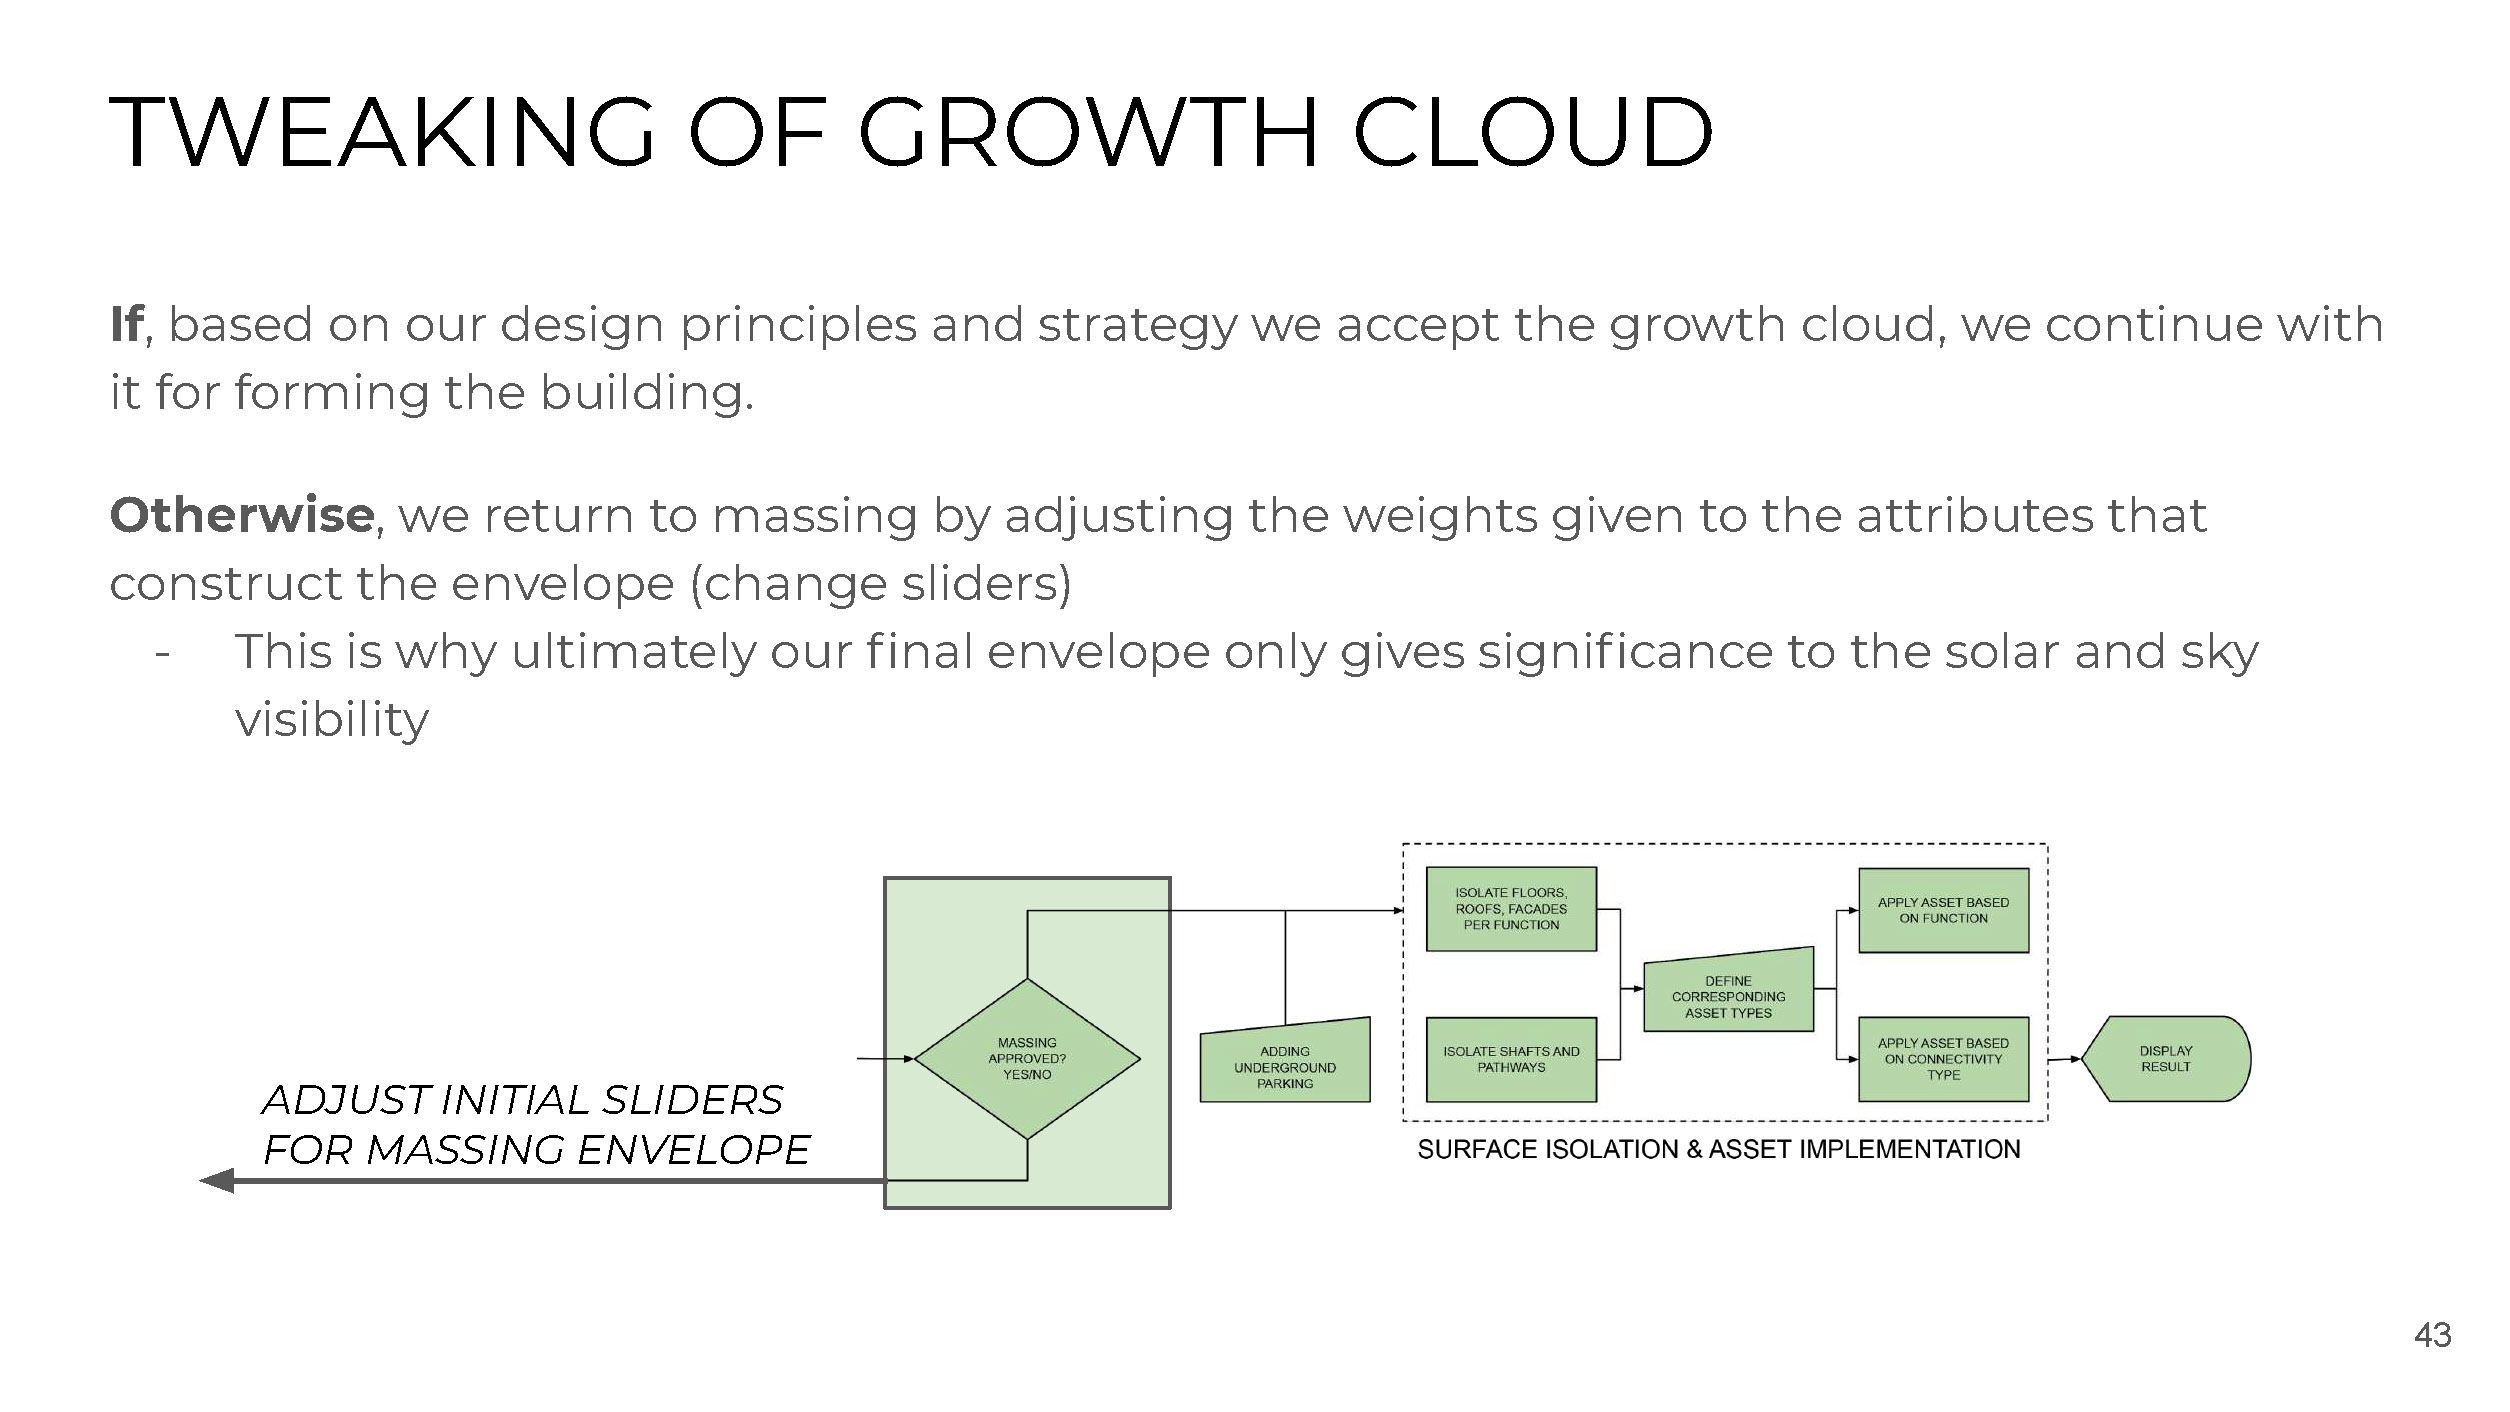 TWEAKING OF GROWTH CLOUD
If, based on our design principles and strategy we accept the growth cloud, we continue with
it for forming the building.
Otherwise, we return to massing by adjusting the weights given to the attributes that
construct the envelope (change sliders)
- This is why ultimately our final envelope only gives significance to the solar and sky
visibility
ADJUST INITIAL SLIDERS
FOR MASSING ENVELOPE
MASSING
APPROVED?
YES/NO
ADDING
UNDERGROUND
PARKING
ISOLATE FLOORS,
ROOFS, FACADES
PER FUNCTION
ISOLATE SHAFTS AND
PATHWAYS
DEFINE
CORRESPONDING
ASSET TYPES
APPLY ASSET BASED
ON FUNCTION
APPLY ASSET BASED
ON CONNECTIVITY
TYPE
DISPLAY
RESULT
SURFACE ISOLATION & ASSET IMPLEMENTATION
43